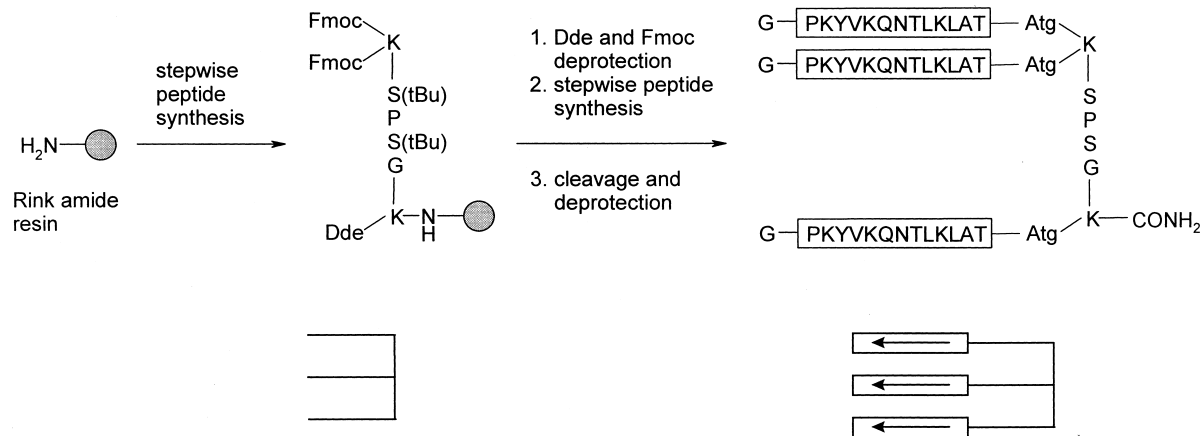 H2N
Rink amide
resin
stepwise
peptide
synthesis
Fmoc
Fmoc
K
S(tBu)
P
S(tBu)
G
Dde
K
N
H
1. Dde and Fmoc
deprotection
2. stepwise peptide
synthesis
3. cleavage and
deprotection
G PKYVKQNTLKLAT Atg
G PKYVKQNTLKLAT Atg
K
S
P
S
G
G PKYVKQNTLKLAT Atg K CONH2